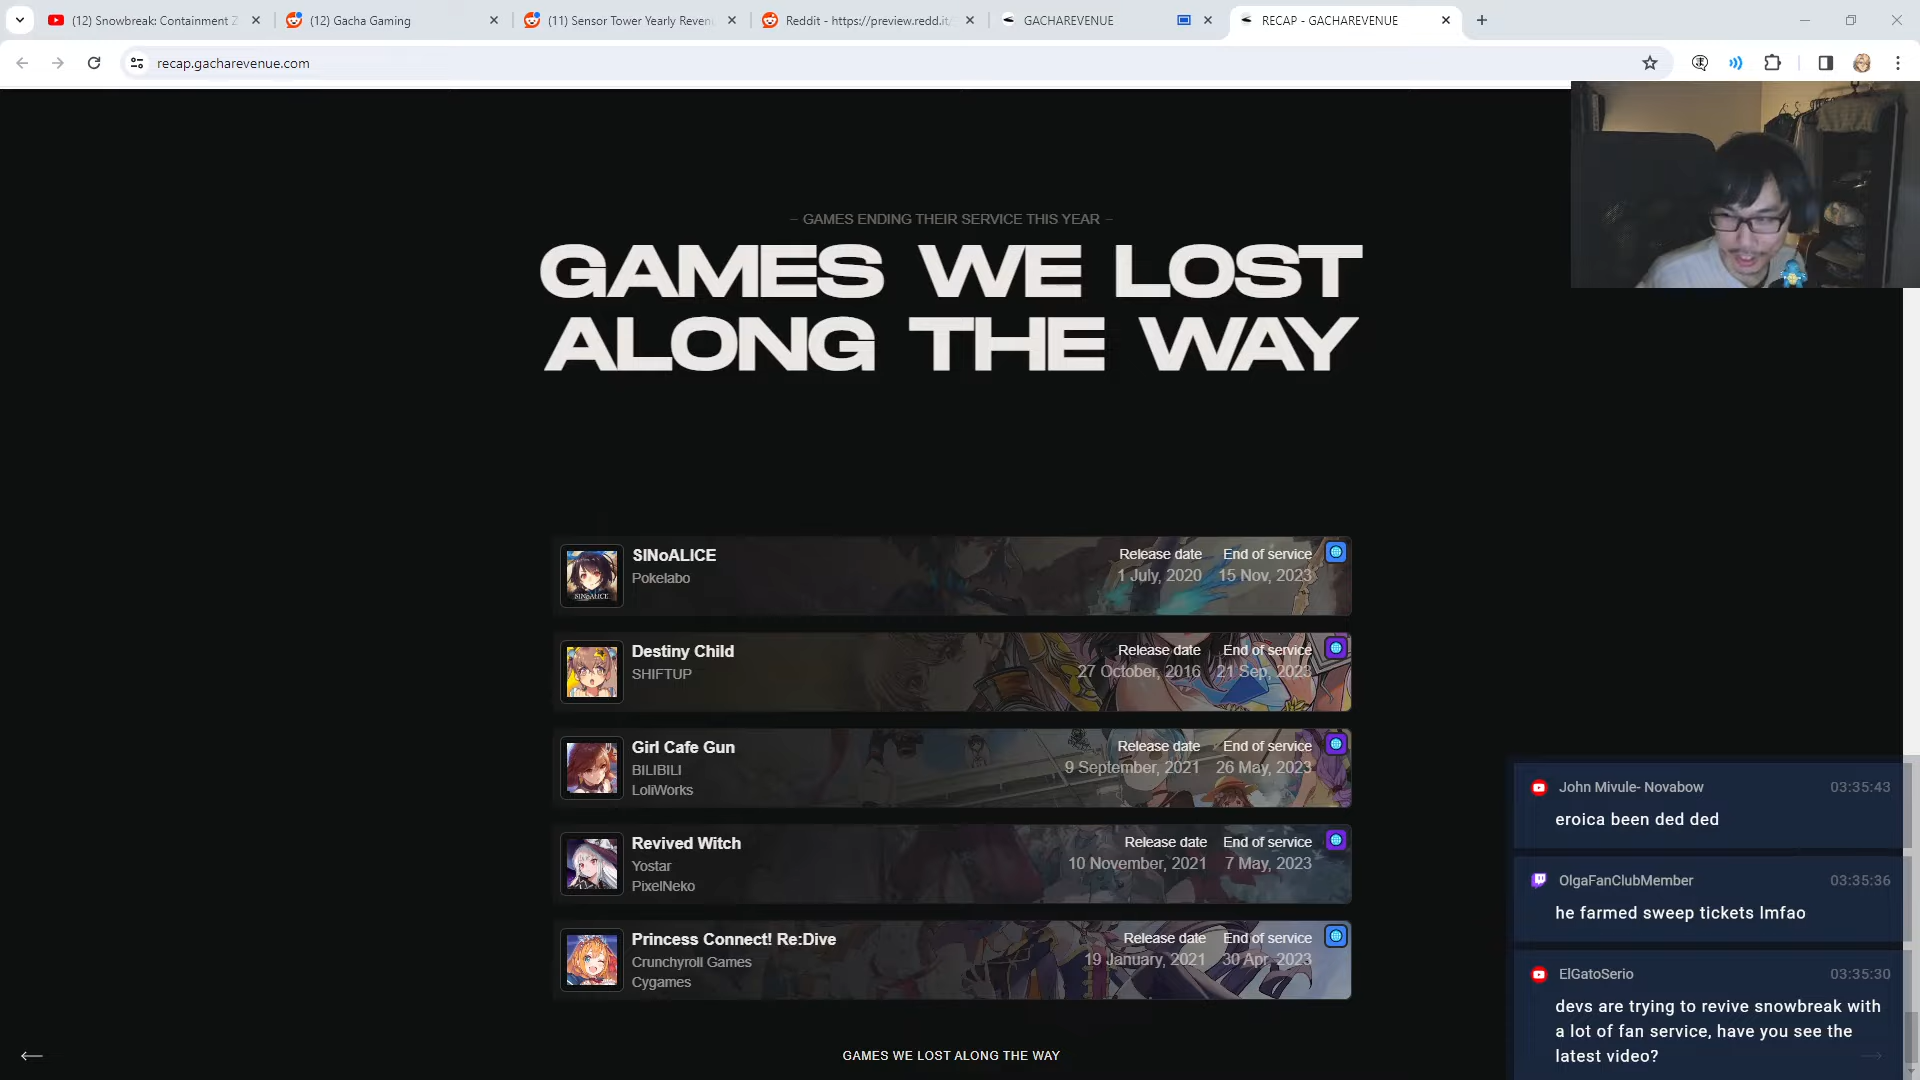 (12) Snowbreak: Containment Z
(12) Gacha Gaming
(11) Sensor Tower Yearly Reven
Reddit - https://preview.redd.it/
GACHAREVENUE
RECAP - GACHAREVENUE
recap.gacharevenue.com
– GAMES ENDING THEIR SERVICE THIS YEAR –
GAMES WE LOST
ALONG THE WAY
SINoALICE
Pokelabo
Release date End of service
1 July, 2020 15 Nov, 2023
SINoALICE
Destiny Child
SHIFTUP
Release date End of service
27 October, 2016 21 Sep, 2023
Girl Cafe Gun
BILIBILI
LoliWorks
Release date End of service
9 September, 2021 26 May, 2023
Revived Witch
Yostar
PixelNeko
Release date End of service
10 November, 2021 7 May, 2023
Princess Connect! Re:Dive
Crunchyroll Games
Cygames
Release date End of service
19 January, 2021 30 Apr, 2023
GAMES WE LOST ALONG THE WAY
John Mivule- Novabow 03:35:43
eroica been ded ded
OlgaFanClubMember 03:35:36
he farmed sweep tickets lmfao
ElGatoSerio 03:35:30
devs are trying to revive snowbreak with
a lot of fan service, have you see the
latest video?